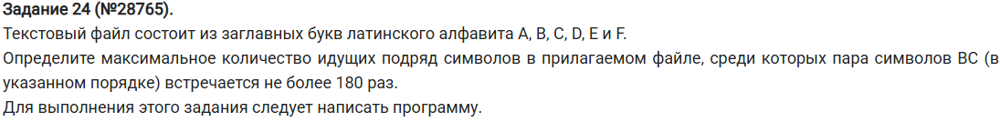 Задание 24 (№28765).
Текстовый файл состоит из заглавных букв латинского алфавита A, B, C, D, E и F.
Определите максимальное количество идущих подряд символов в прилагаемом файле, среди которых пара символов BC (в
указанном порядке) встречается не более 180 раз.
Для выполнения этого задания следует написать программу.